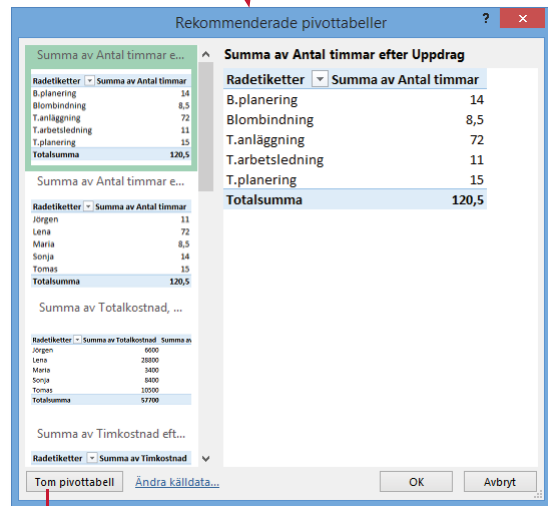 Rekommenderade pivottabeller ? ×
Summa av Antal timmar e...
Radetiketter Summa av Antal timmar
B.planering 14
Blombindning 8,5
T.anläggning 72
T.arbetsledning 11
T.planering 15
Totalsumma 120,5
Summa av Antal timmar e...
Radetiketter Summa av Antal timmar
Jörgen 11
Lena 72
Maria 8,5
Sonja 14
Tomas 15
Totalsumma 120,5
Summa av Totalkostnad, ...
Radetiketter Summa av Totalkostnad Summa av
Jörgen 6600
Lena 28800
Maria 3400
Sonja 8400
Tomas 10500
Totalsumma 57700
Summa av Timkostnad eft...
Radetiketter Summa av Timkostnad
Summa av Antal timmar efter Uppdrag
Radetiketter Summa av Antal timmar
B.planering 14
Blombindning 8,5
T.anläggning 72
T.arbetsledning 11
T.planering 15
Totalsumma 120,5
Tom pivottabell Ändra källdata... OK Avbryt